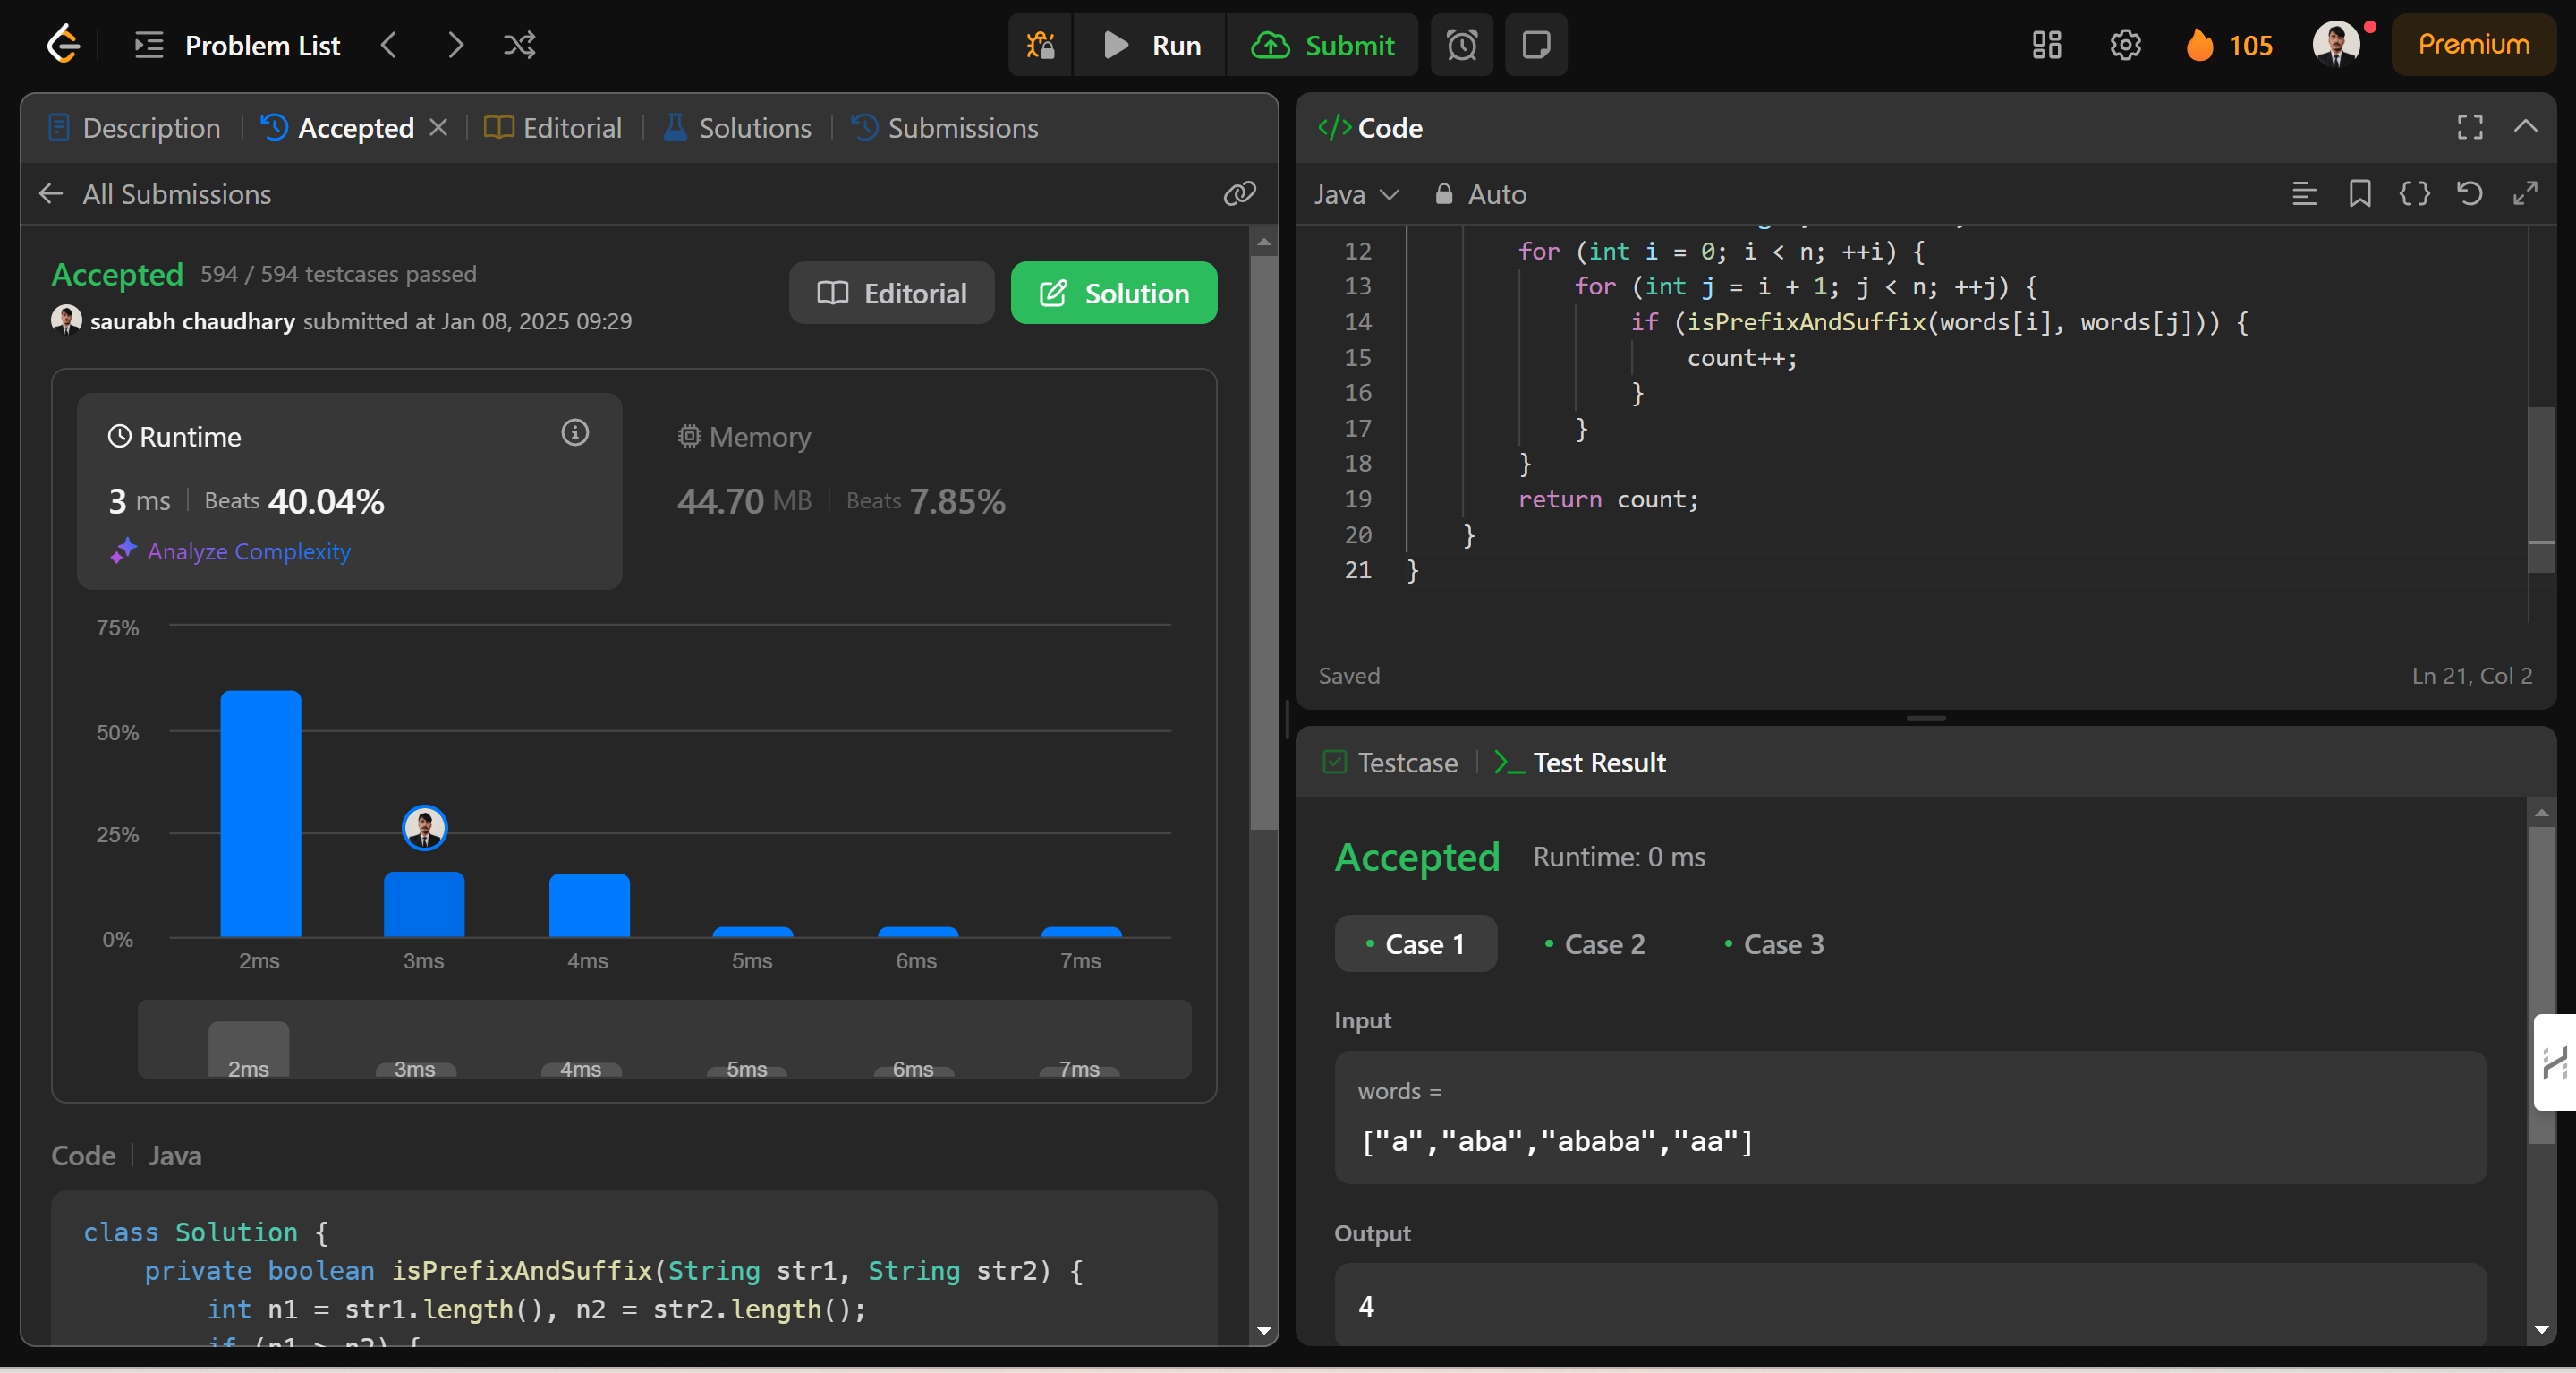 Problem List
Run
Submit
105
Premium
Description
Accepted
Editorial
Solutions
Submissions
All Submissions
Accepted 594 / 594 testcases passed
saurabh chaudhary submitted at Jan 08, 2025 09:29
Editorial
Solution
Runtime
3 ms Beats 40.04%
Analyze Complexity
Memory
44.70 MB Beats 7.85%
75%
50%
25%
0%
2ms 3ms 4ms 5ms 6ms 7ms
2ms 3ms 4ms 5ms 6ms 7ms
Code Java
class Solution {
private boolean isPrefixAndSuffix(String str1, String str2) {
int n1 = str1.length(), n2 = str2.length();
if (n1 > n2) {
</> Code
Java Auto
12 for (int i = 0; i < n; ++i) {
13 for (int j = i + 1; j < n; ++j) {
14 if (isPrefixAndSuffix(words[i], words[j])) {
15 count++;
16 }
17 }
18 }
19 return count;
20 }
21 }
Saved
Ln 21, Col 2
Testcase
Test Result
Accepted Runtime: 0 ms
Case 1
Case 2
Case 3
Input
words =
["a","aba","ababa","aa"]
Output
4